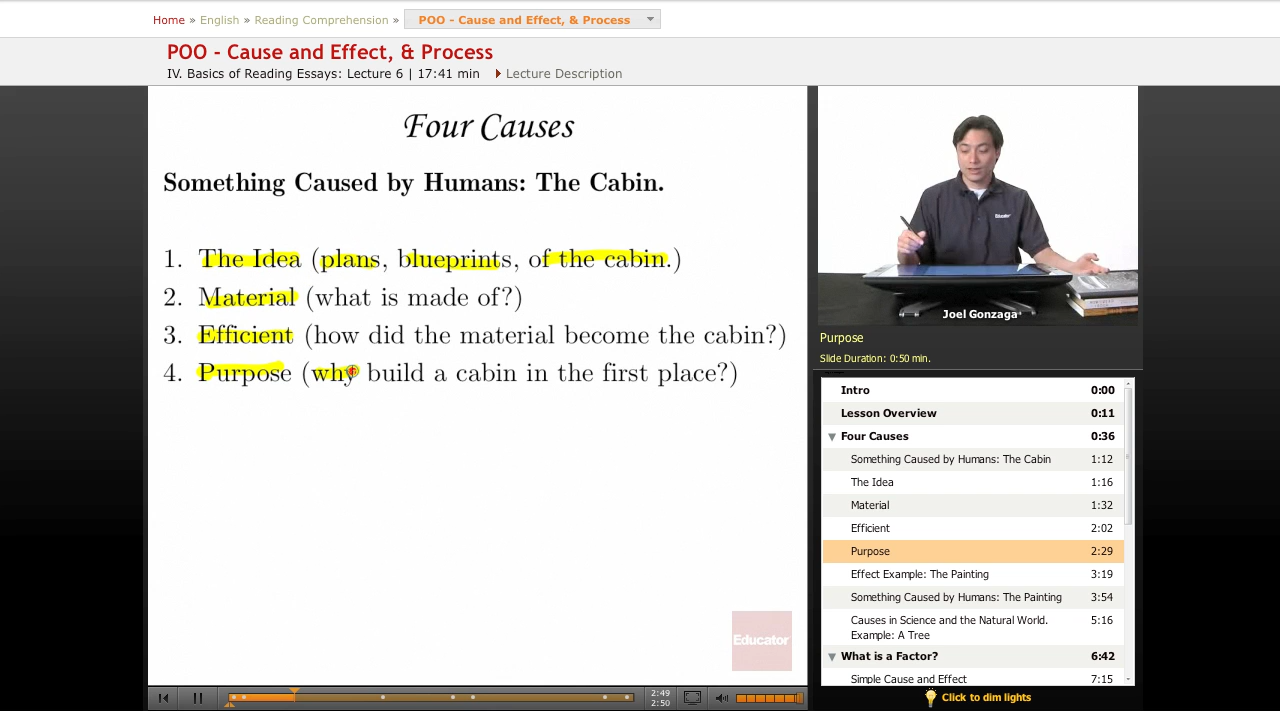 Home » English » Reading Comprehension » POO - Cause and Effect, & Process
POO - Cause and Effect, & Process
IV. Basics of Reading Essays: Lecture 6 | 17:41 min Lecture Description
Four Causes
Something Caused by Humans: The Cabin.
1. The Idea (plans, blueprints, of the cabin.)
2. Material (what is made of?)
3. Efficient (how did the material become the cabin?)
4. Purpose (why build a cabin in the first place?)
Educator
2:49
2:50
Educator
Joel Gonzaga
Purpose
Slide Duration: 0:50 min.
Intro 0:00
Lesson Overview 0:11
Four Causes 0:36
Something Caused by Humans: The Cabin 1:12
The Idea 1:16
Material 1:32
Efficient 2:02
Purpose 2:29
Effect Example: The Painting 3:19
Something Caused by Humans: The Painting 3:54
Causes in Science and the Natural World. 5:16
Example: A Tree
What is a Factor? 6:42
Simple Cause and Effect 7:15
Click to dim lights